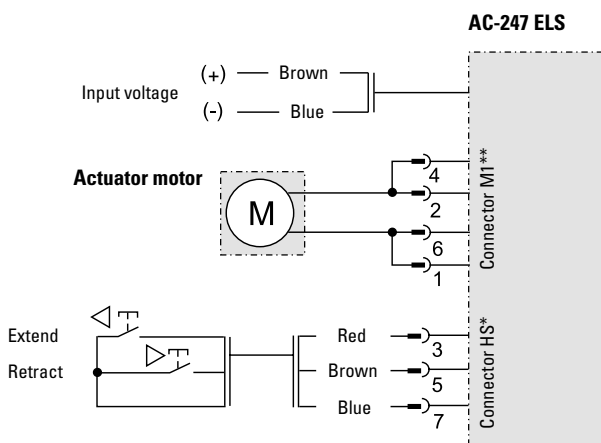 AC-247 ELS
(+) Brown
Input voltage
(-) Blue
Actuator motor
M
4
2
6
1
Connector M1**
Extend
Retract
Red 3
Brown 5
Blue 7
Connector HS*